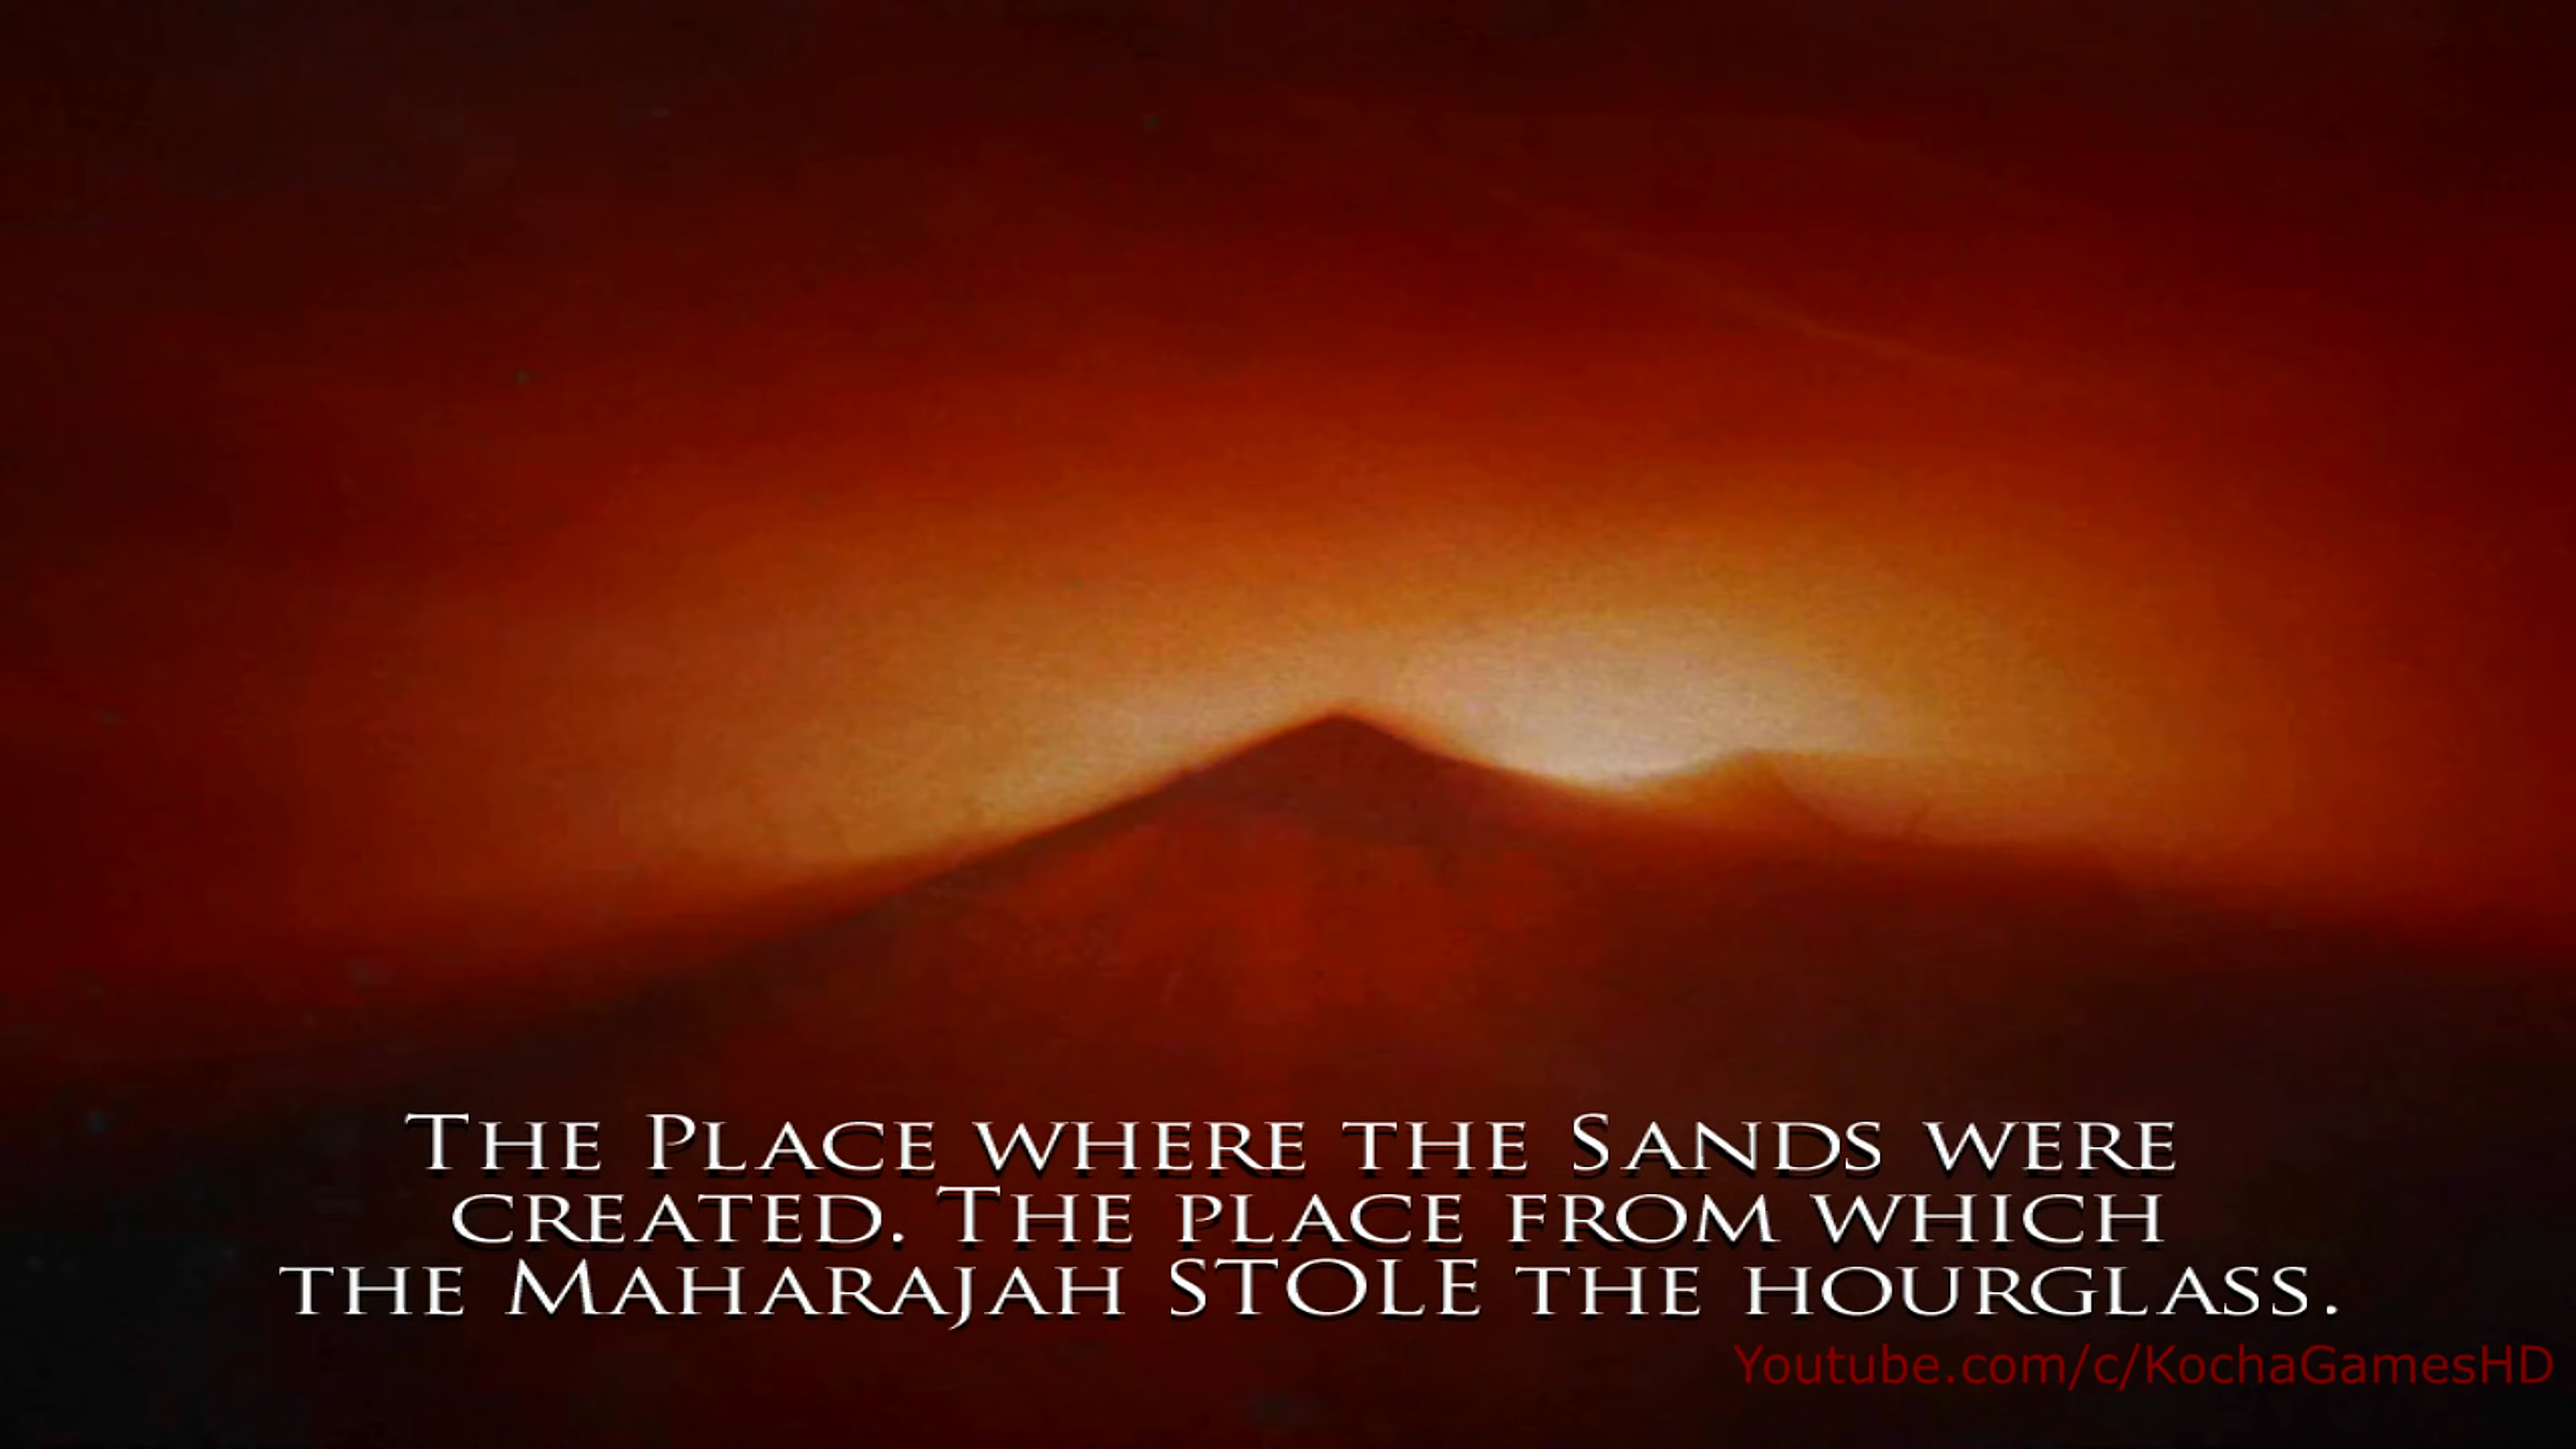 The Place where the Sands were
created. The place from which
the Maharajah STOLE the hourglass.
Youtube.com/c/KochaGamesHD